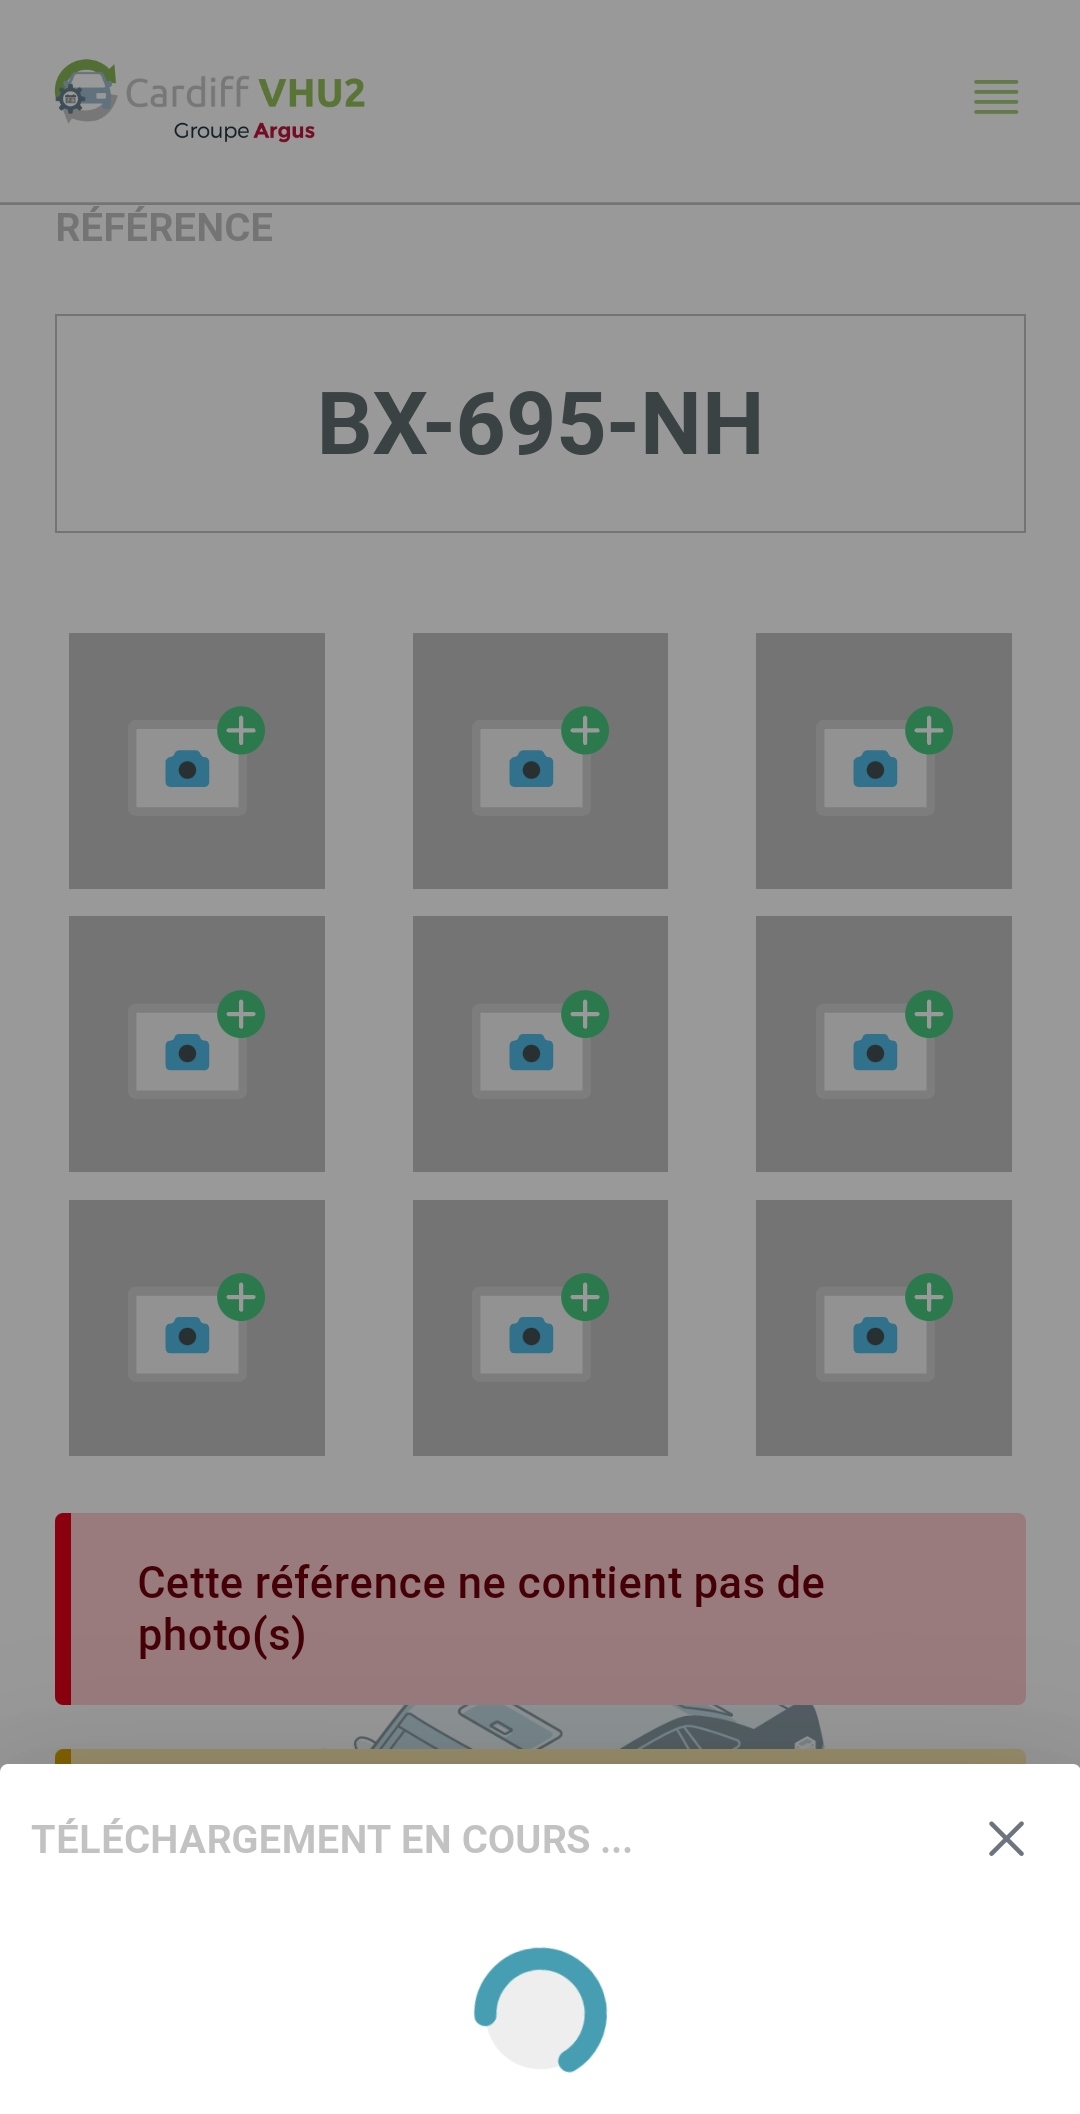 Cardiff VHU2
Groupe Argus
RÉFÉRENCE
BX-695-NH
Cette référence ne contient pas de
photo(s)
TÉLÉCHARGEMENT EN COURS ...